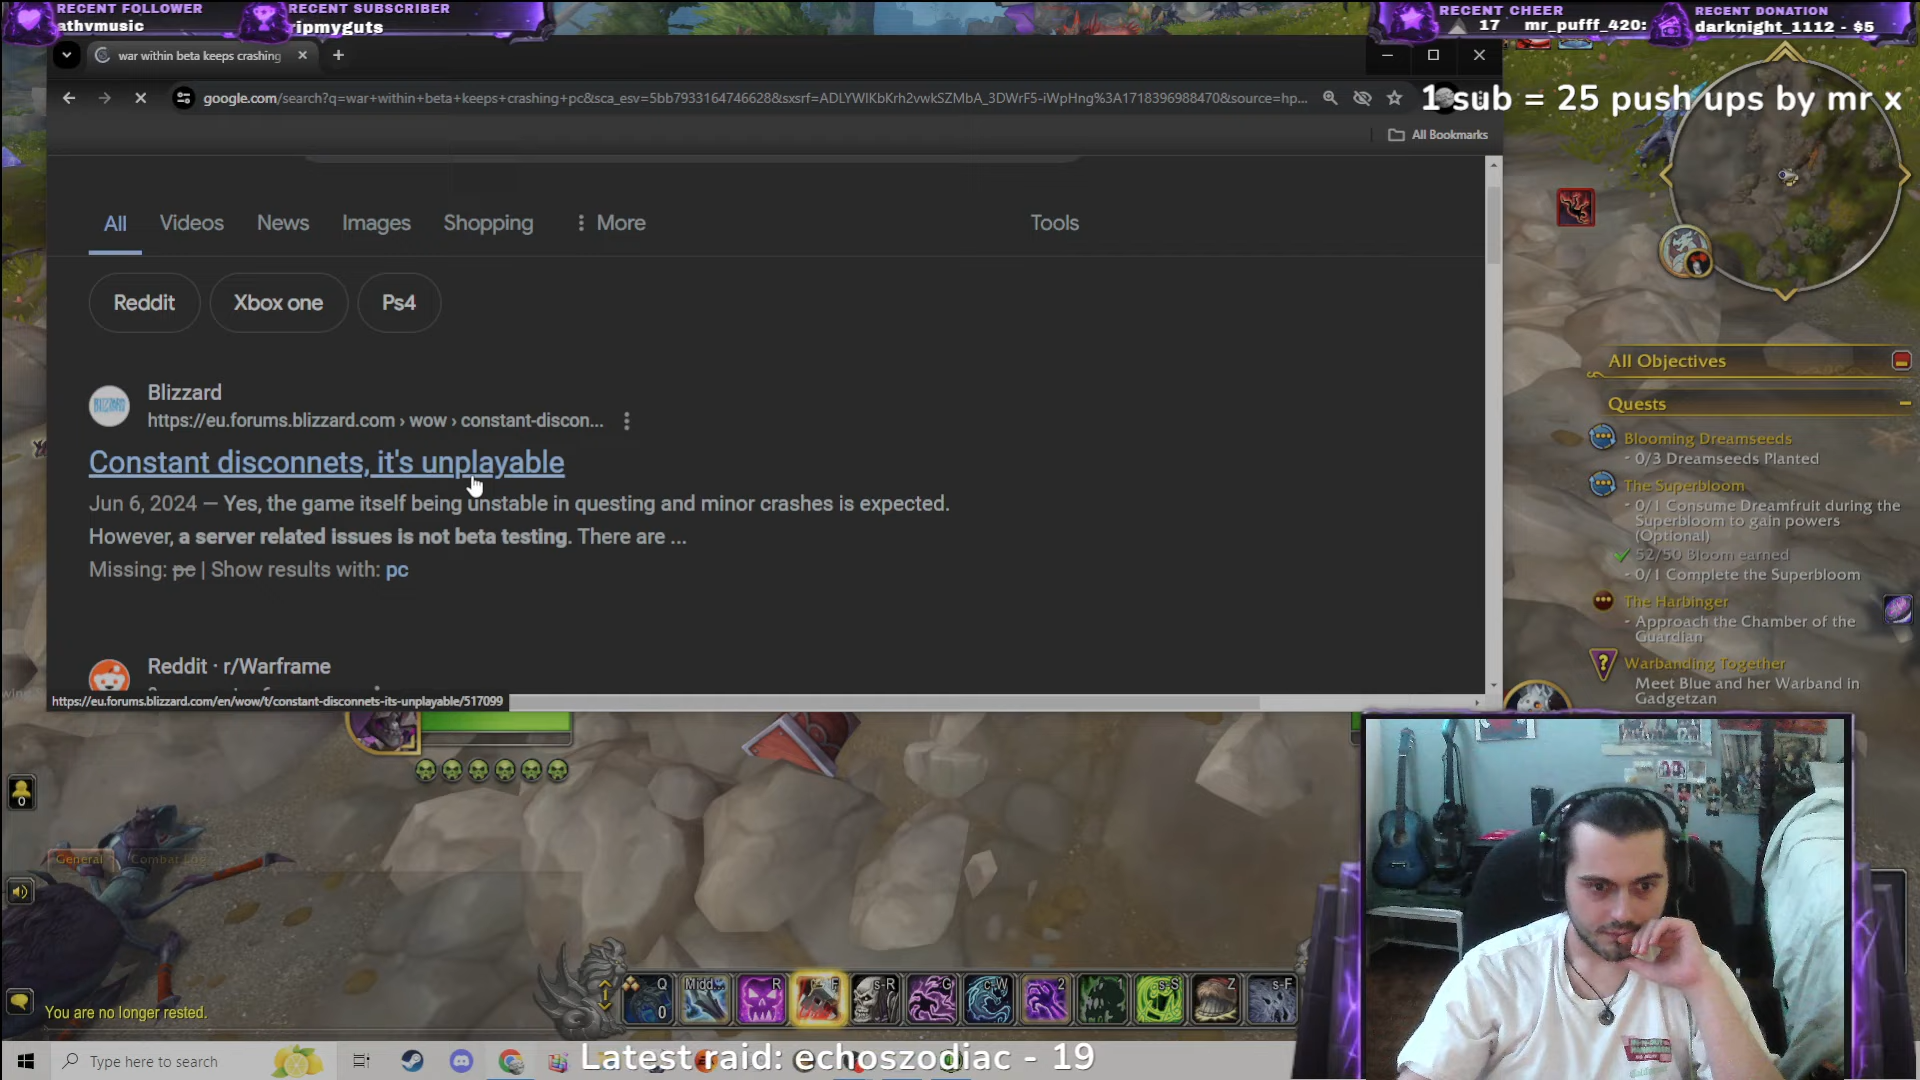 RECENT FOLLOWER
athvmusic
RECENT SUBSCRIBER
ripmyguts
RECENT CHEER
17 mr_pufff_420:
RECENT DONATION
darknight_1112 - $5
war within beta keeps crashing
google.com/search?q=war+within+beta+keeps+crashing+pc&sca_esv=5bb7933164746628&sxsrf=ADLYWIKbKrh2vwkSZMbA_3DWrF5-iWpHng%3A1718396988470&source=hp...
1 sub = 25 push ups by mr x
All Bookmarks
All
Videos
News
Images
Shopping
More
Tools
Reddit
Xbox one
Ps4
Blizzard
https://eu.forums.blizzard.com › wow › constant-discon...
Constant disconnets, it's unplayable
Jun 6, 2024 — Yes, the game itself being unstable in questing and minor crashes is expected.
However, a server related issues is not beta testing. There are ...
Missing: pc | Show results with: pc
Reddit · r/Warframe
https://eu.forums.blizzard.com/en/wow/t/constant-disconnets-its-unplayable/517099
All Objectives
Quests
Blooming Dreamseeds
- 0/3 Dreamseeds Planted
The Superbloom
- 0/1 Consume Dreamfruit during the
Superbloom to gain powers
(Optional)
52/50 Bloom earned
- 0/1 Complete the Superbloom
The Harbinger
- Approach the Chamber of the
Guardian
Warbanding Together
Meet Blue and her Warband in
Gadgetzan
0
General
Combat Log
You are no longer rested.
1
Q
0
Midd...
R
F
s-R
G
c-W
2
s-S
Z
s-F
Type here to search
Latest raid: echoszodiac - 19